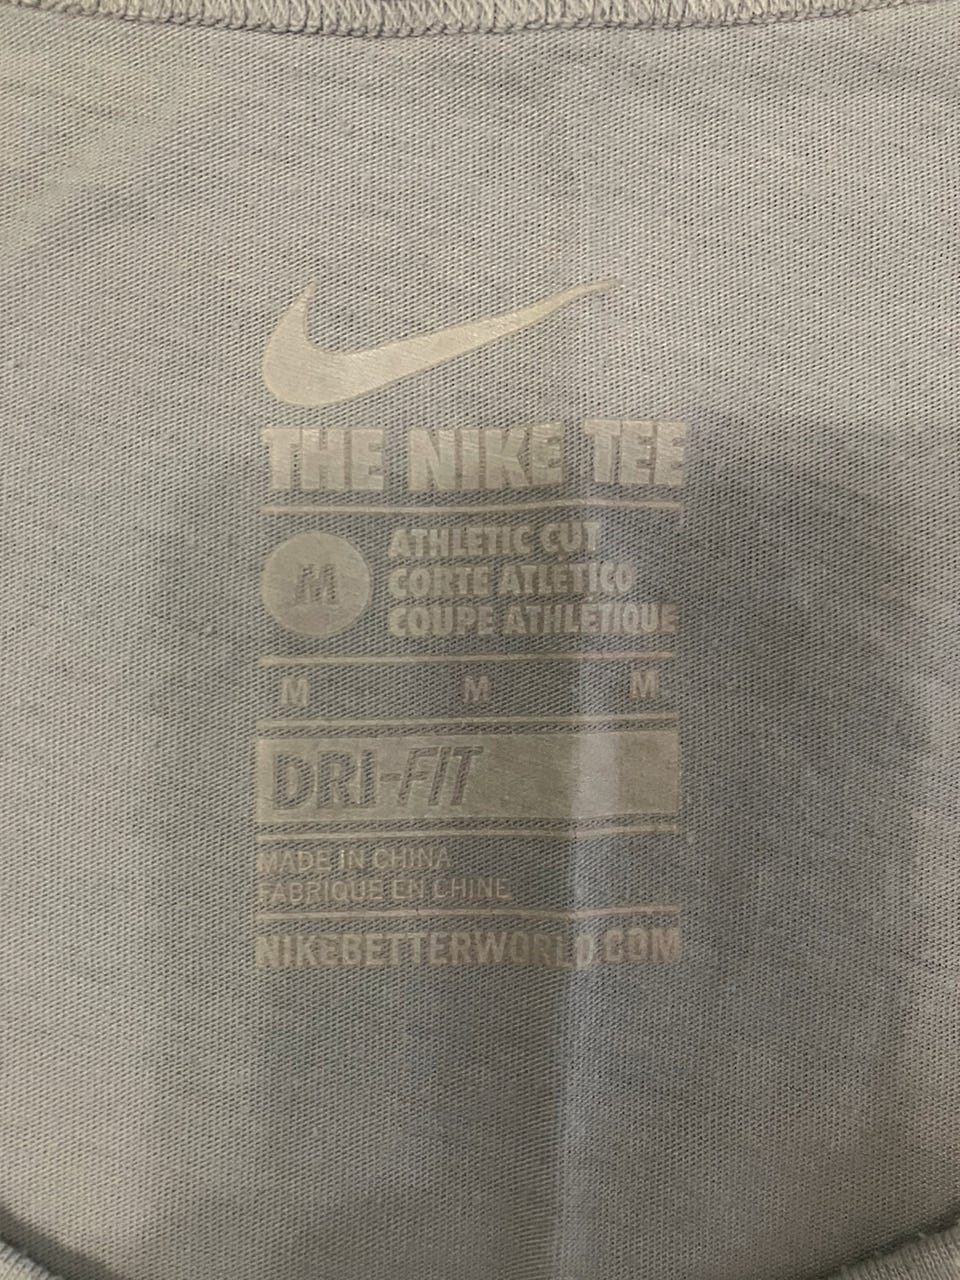 THE NIKE TEE
M
ATHLETIC CUT
CORTE ATLETICO
COUPE ATHLETIQUE
M M M
DRI-FIT
MADE IN CHINA
FABRIQUE EN CHINE
NIKEBETTERWORLD.COM